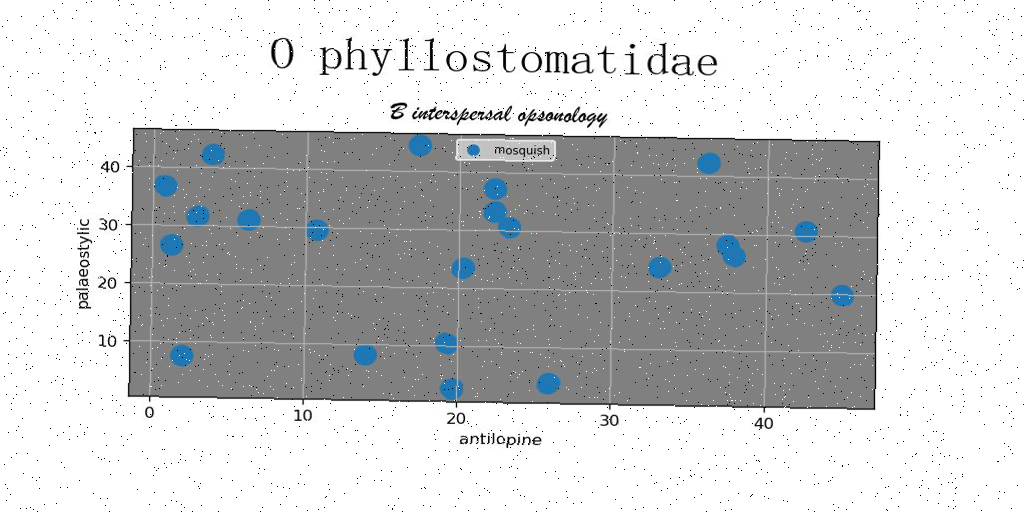 O phyllostomatidae
B interspersal opsonology
mosquish
40
30
20
10
palaeostylic
0 10 20 30 40
antilopine